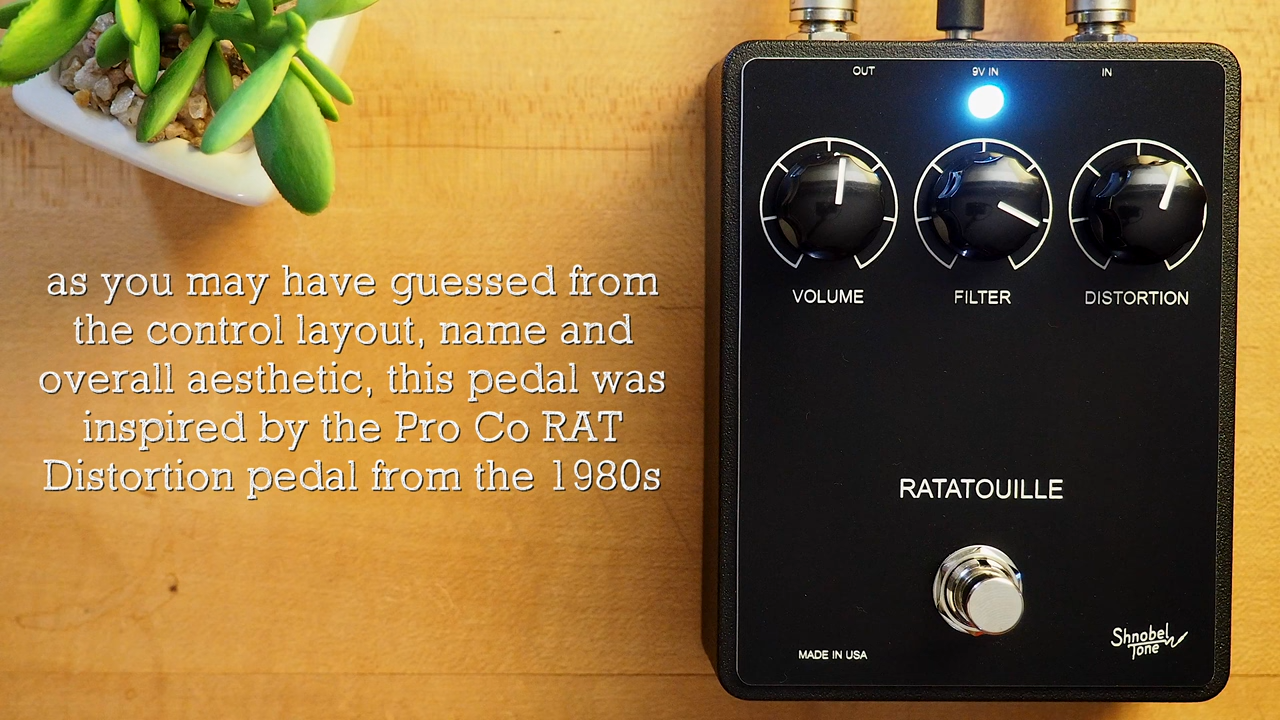 as you may have guessed from
the control layout, name and
overall aesthetic, this pedal was
inspired by the Pro Co RAT
Distortion pedal from the 1980s
OUT
9V IN
IN
VOLUME
FILTER
DISTORTION
RATATOUILLE
MADE IN USA
Shnobel
Tone